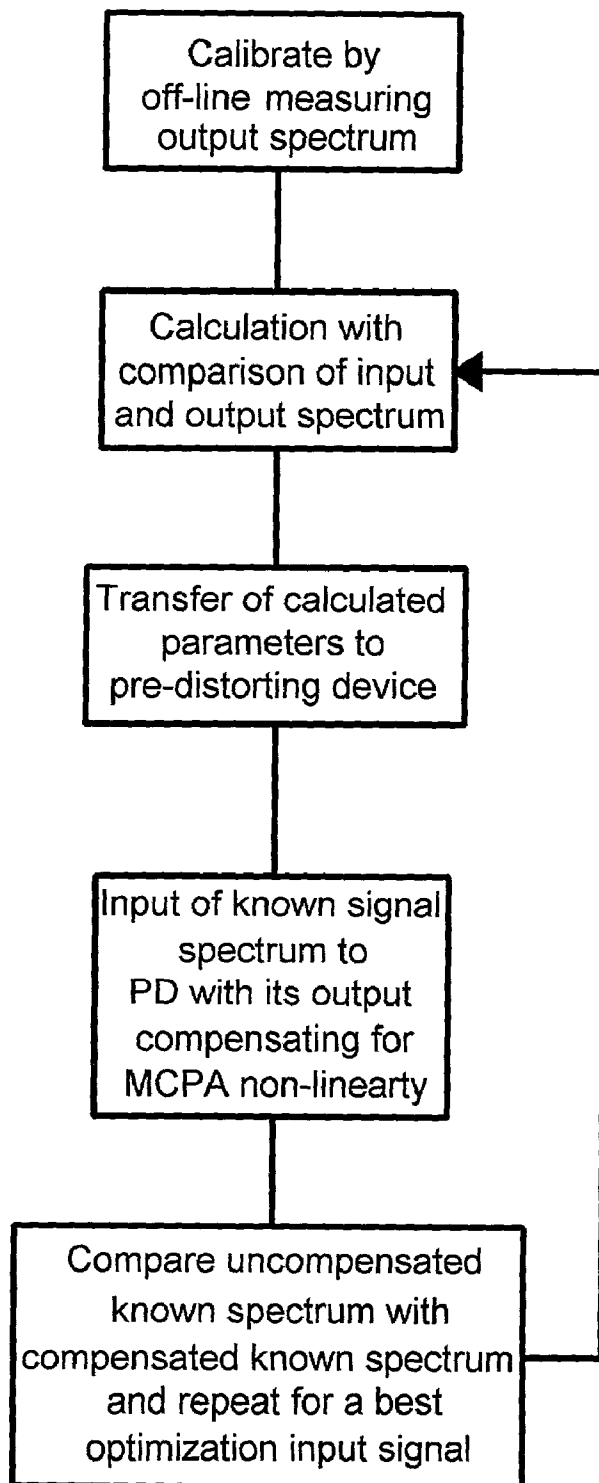 Calibrate by
off-line measuring
output spectrum
Calculation with
comparison of input
and output spectrum
Transfer of calculated
parameters to
pre-distorting device
Input of known signal
spectrum to
PD with its output
compensating for
MCPA non-linearty
Compare uncompensated
known spectrum with
compensated known spectrum
and repeat for a best
optimization input signal